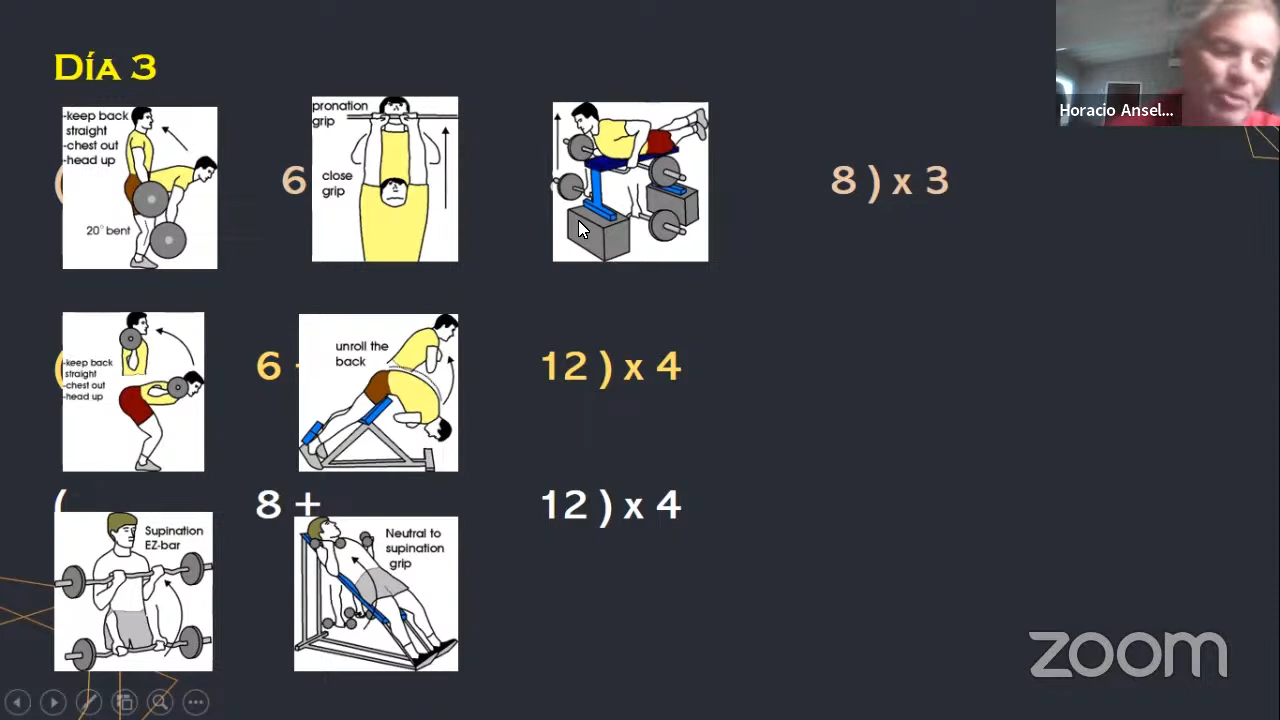 Día 3
Horacio Ansel...
-keep back
straight
-chest out
-head up
20° bent
(
6
pronation
grip
close
grip
8 ) x 3
(
-keep back
straight
-chest out
-head up
6
unroll the
back
12 ) x 4
(
8 +
12 ) x 4
Supination
EZ-bar
Neutral to
supination
grip
zoom